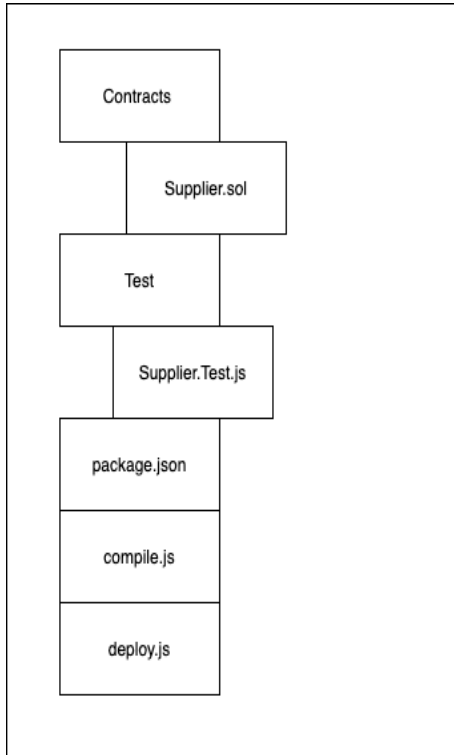 Contracts
Supplier.sol
Test
Supplier.Test.js
package.json
compile.js
deploy.js